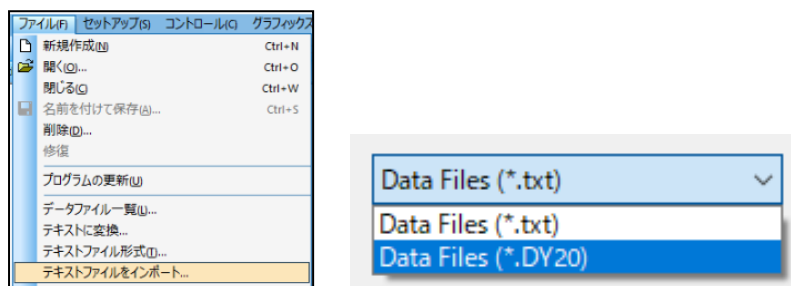 ファイル(F) セットアップ(S) コントロール(C) グラフィックス
新規作成(N) Ctrl+N
開く(O)... Ctrl+O
閉じる(C) Ctrl+W
名前を付けて保存(A)... Ctrl+S
削除(D)...
修復
プログラムの更新(U)
データファイル一覧(L)...
テキストに変換...
テキストファイル形式(T)...
テキストファイルをインポート...
Data Files (*.txt)
Data Files (*.txt)
Data Files (*.DY20)